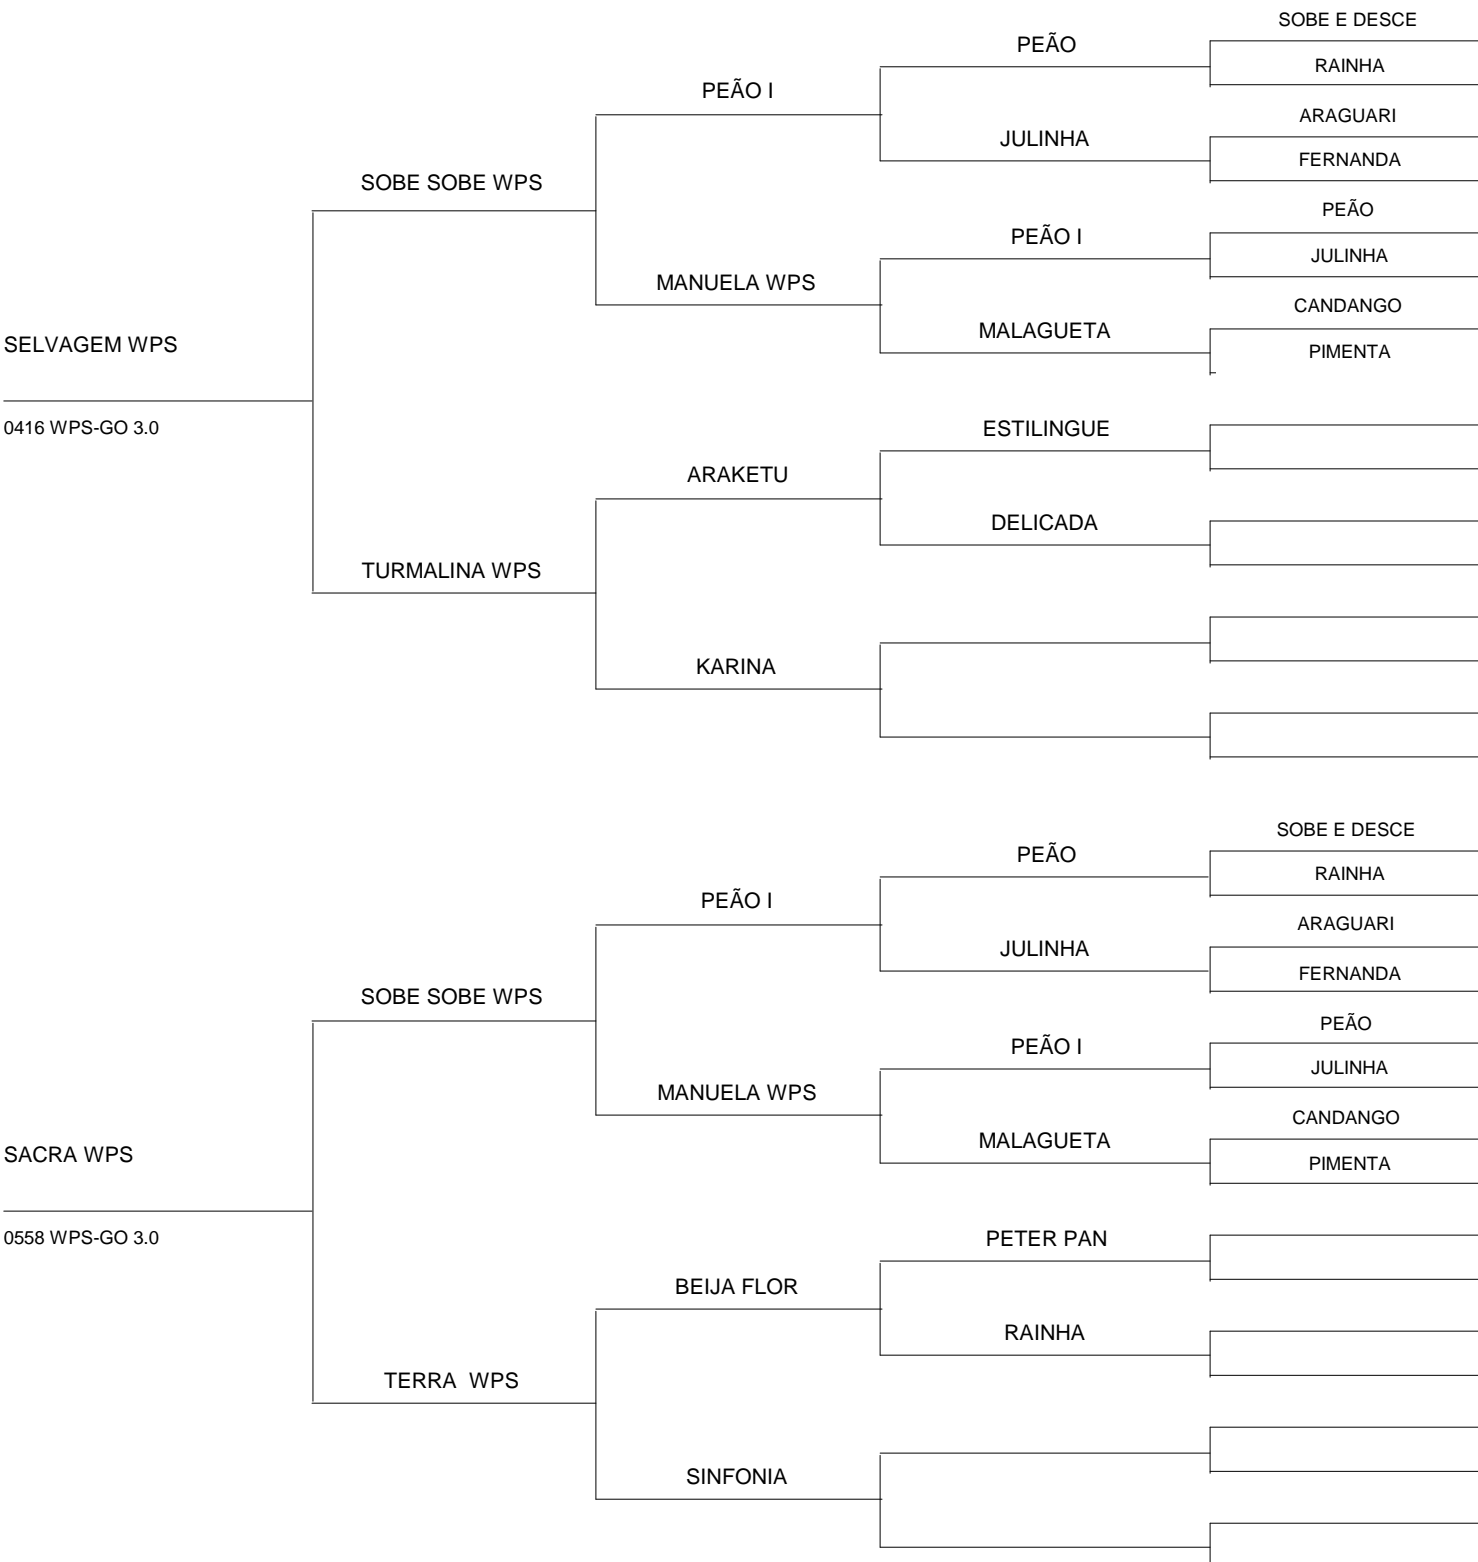 SOBE E DESCE
PEÃO
RAINHA
PEÃO I
ARAGUARI
JULINHA
FERNANDA
SOBE SOBE WPS
PEÃO
PEÃO I
JULINHA
MANUELA WPS
CANDANGO
MALAGUETA
SELVAGEM WPS
PIMENTA
0416 WPS-GO 3.0
ESTILINGUE
ARAKETU
DELICADA
TURMALINA WPS
KARINA
SOBE E DESCE
PEÃO
RAINHA
PEÃO I
ARAGUARI
JULINHA
FERNANDA
SOBE SOBE WPS
PEÃO
PEÃO I
JULINHA
MANUELA WPS
CANDANGO
MALAGUETA
SACRA WPS
PIMENTA
0558 WPS-GO 3.0
PETER PAN
BEIJA FLOR
RAINHA
TERRA WPS
SINFONIA